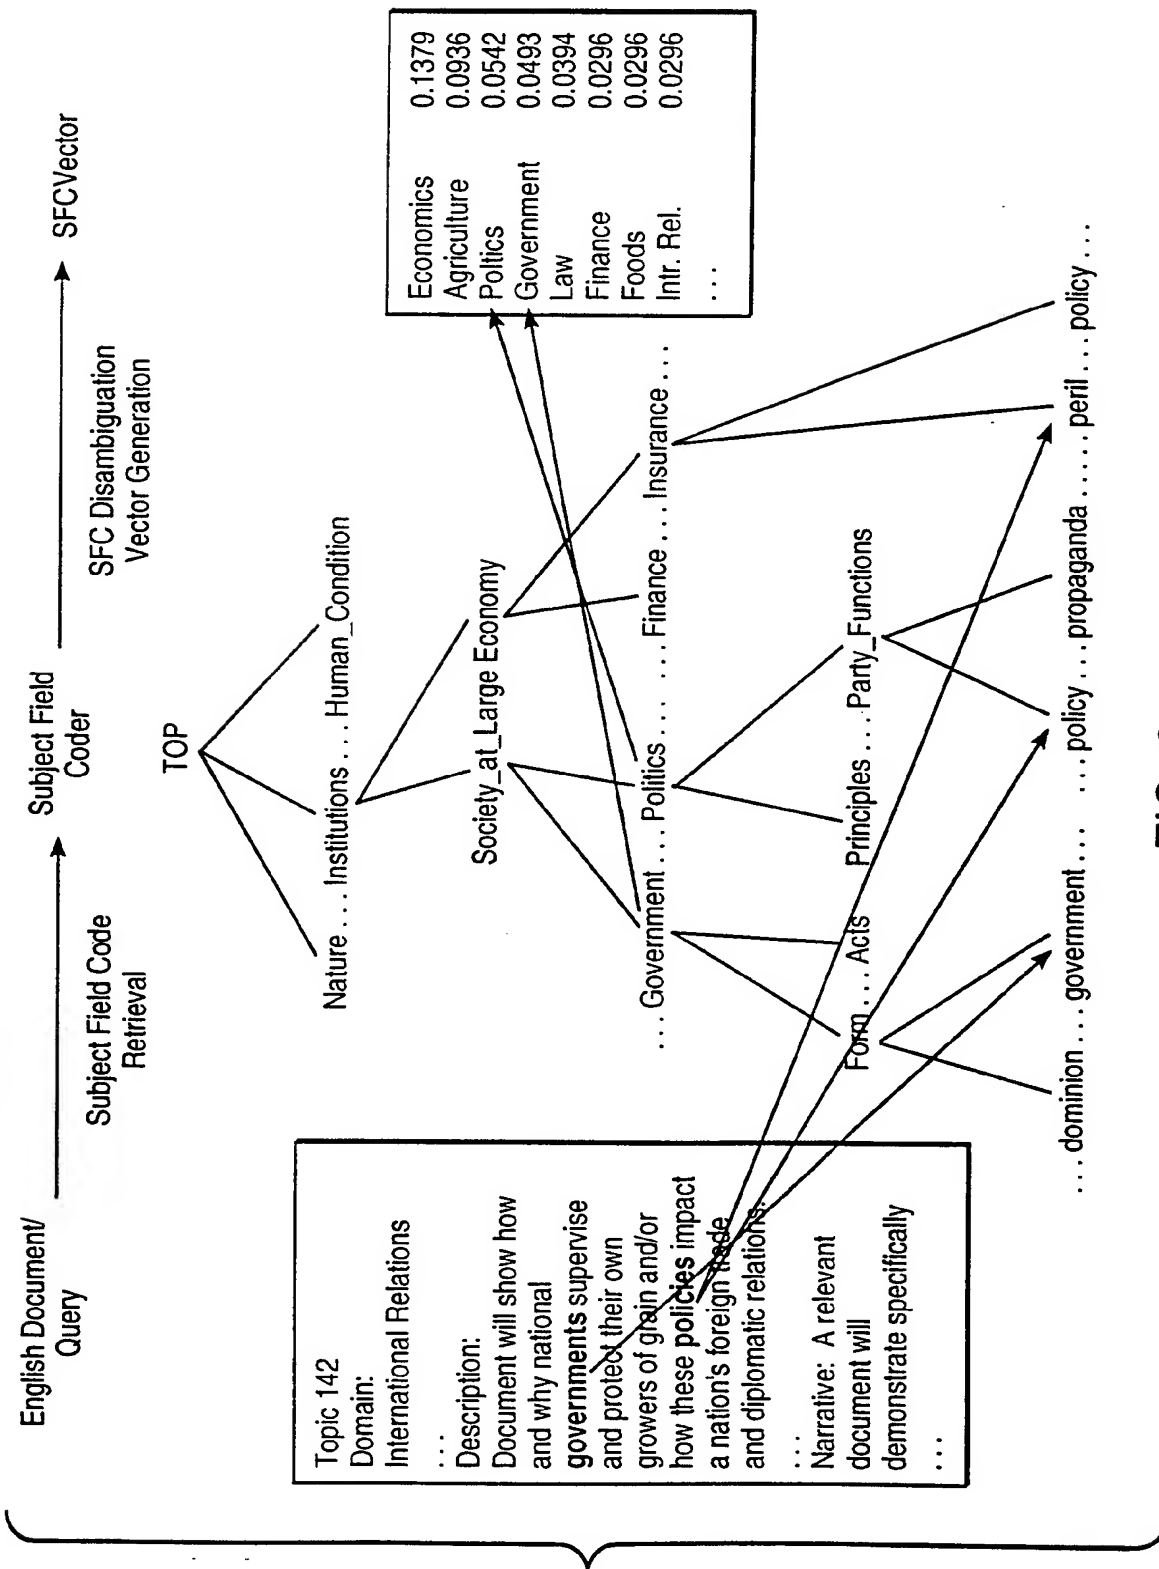 English Document/
Query
Subject Field Code
Retrieval
Subject Field
Coder
SFC Disambiguation
Vector Generation
SFCVector
TOP
Nature .... Institutions .... Human_Condition
Society_at_Large Economy
... Government .... Politics .... .... Finance .... Insurance ....
Form .... Acts Principles .... Party_Functions
... dominion .... government ... ... policy ... propaganda ...... peril .... policy ...
Topic 142
Domain:
International Relations
...
Description:
Document will show how
and why national
governments supervise
and protect their own
growers of grain and/or
how these policies impact
a nation's foreign trade
and diplomatic relations.
...
Narrative: A relevant
document will
demonstrate specifically
...
Economics 0.1379
Agriculture 0.0936
Poltics 0.0542
Government 0.0493
Law 0.0394
Finance 0.0296
Foods 0.0296
Intr. Rel. 0.0296
...